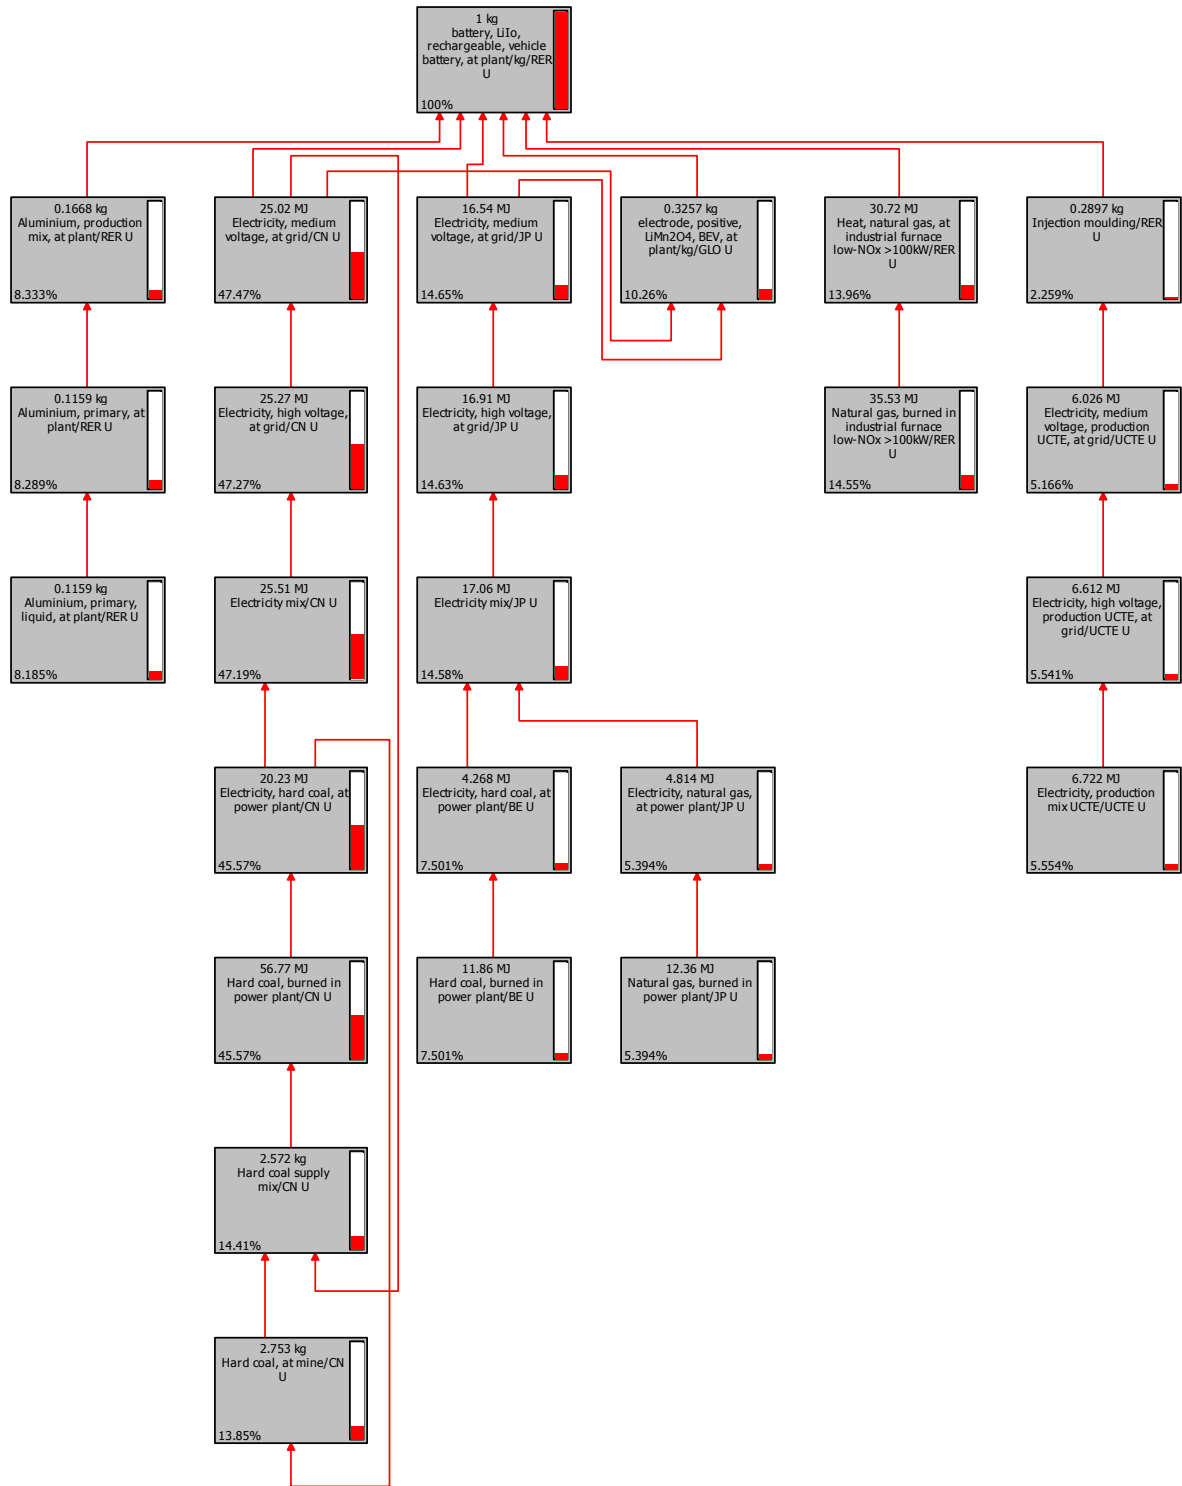 1 kg
battery, LiIo,
rechargeable, vehicle
battery, at plant/kg/RER
U
100%
0.1668 kg
Aluminium, production
mix, at plant/RER U
8.333%
25.02 MJ
Electricity, medium
voltage, at grid/CN U
47.47%
16.54 MJ
Electricity, medium
voltage, at grid/JP U
14.65%
0.3257 kg
electrode, positive,
LiMn2O4, BEV, at
plant/kg/GLO U
10.26%
30.72 MJ
Heat, natural gas, at
industrial furnace
low-NOx >100kW/RER
U
13.96%
0.2897 kg
Injection moulding/RER
U
2.259%
0.1159 kg
Aluminium, primary, at
plant/RER U
8.289%
25.27 MJ
Electricity, high voltage,
at grid/CN U
47.27%
16.91 MJ
Electricity, high voltage,
at grid/JP U
14.63%
35.53 MJ
Natural gas, burned in
industrial furnace
low-NOx >100kW/RER
U
14.55%
6.026 MJ
Electricity, medium
voltage, production
UCTE, at grid/UCTE U
5.166%
0.1159 kg
Aluminium, primary,
liquid, at plant/RER U
8.185%
25.51 MJ
Electricity mix/CN U
47.19%
17.06 MJ
Electricity mix/JP U
14.58%
6.612 MJ
Electricity, high voltage,
production UCTE, at
grid/UCTE U
5.541%
20.23 MJ
Electricity, hard coal, at
power plant/CN U
45.57%
4.268 MJ
Electricity, hard coal, at
power plant/BE U
7.501%
4.814 MJ
Electricity, natural gas,
at power plant/JP U
5.394%
6.722 MJ
Electricity, production
mix UCTE/UCTE U
5.554%
56.77 MJ
Hard coal, burned in
power plant/CN U
45.57%
11.86 MJ
Hard coal, burned in
power plant/BE U
7.501%
12.36 MJ
Natural gas, burned in
power plant/JP U
5.394%
2.572 kg
Hard coal supply
mix/CN U
14.41%
2.753 kg
Hard coal, at mine/CN
U
13.85%